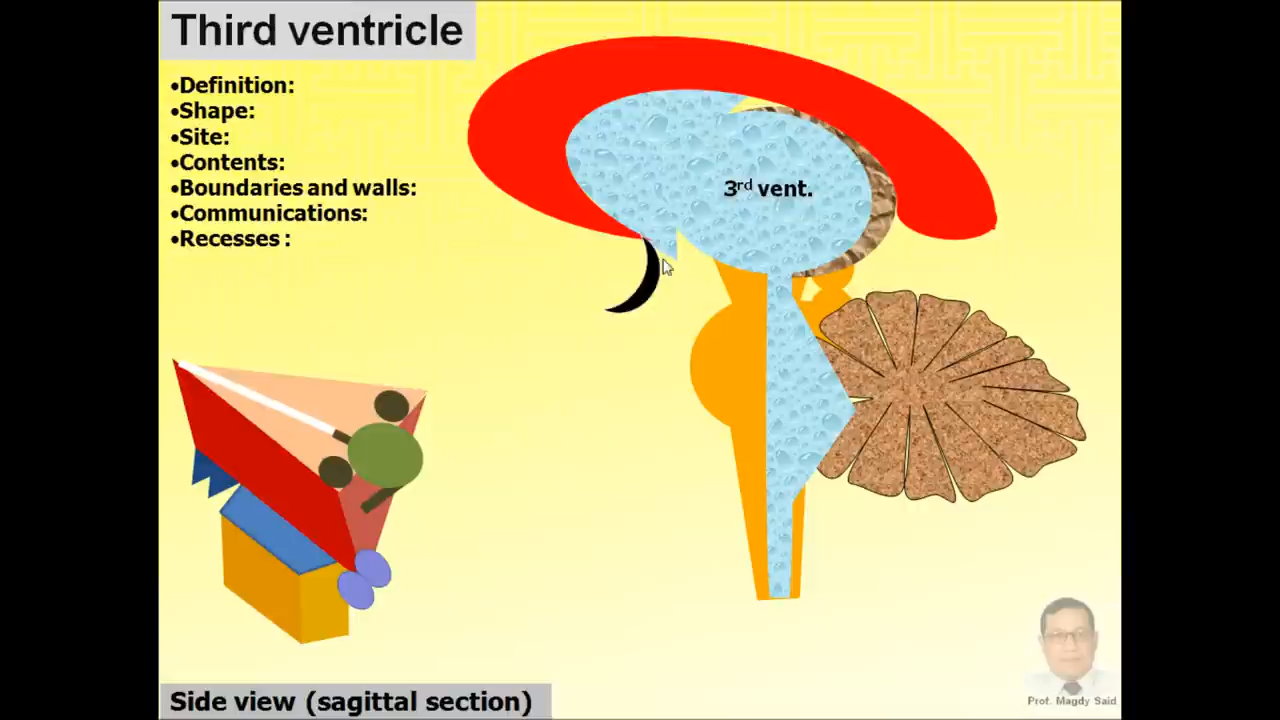 Third ventricle
•Definition:
•Shape:
•Site:
•Contents:
•Boundaries and walls:
•Communications:
•Recesses :
3rd vent.
Side view (sagittal section)
Prof. Magdy Said